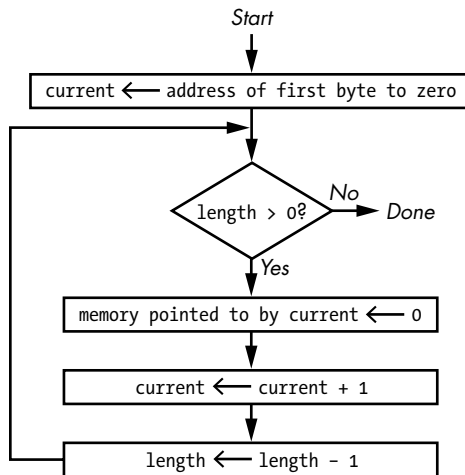 Start
current ← address of first byte to zero
length > 0?
No
Done
Yes
memory pointed to by current ← 0
current ← current + 1
length ← length – 1